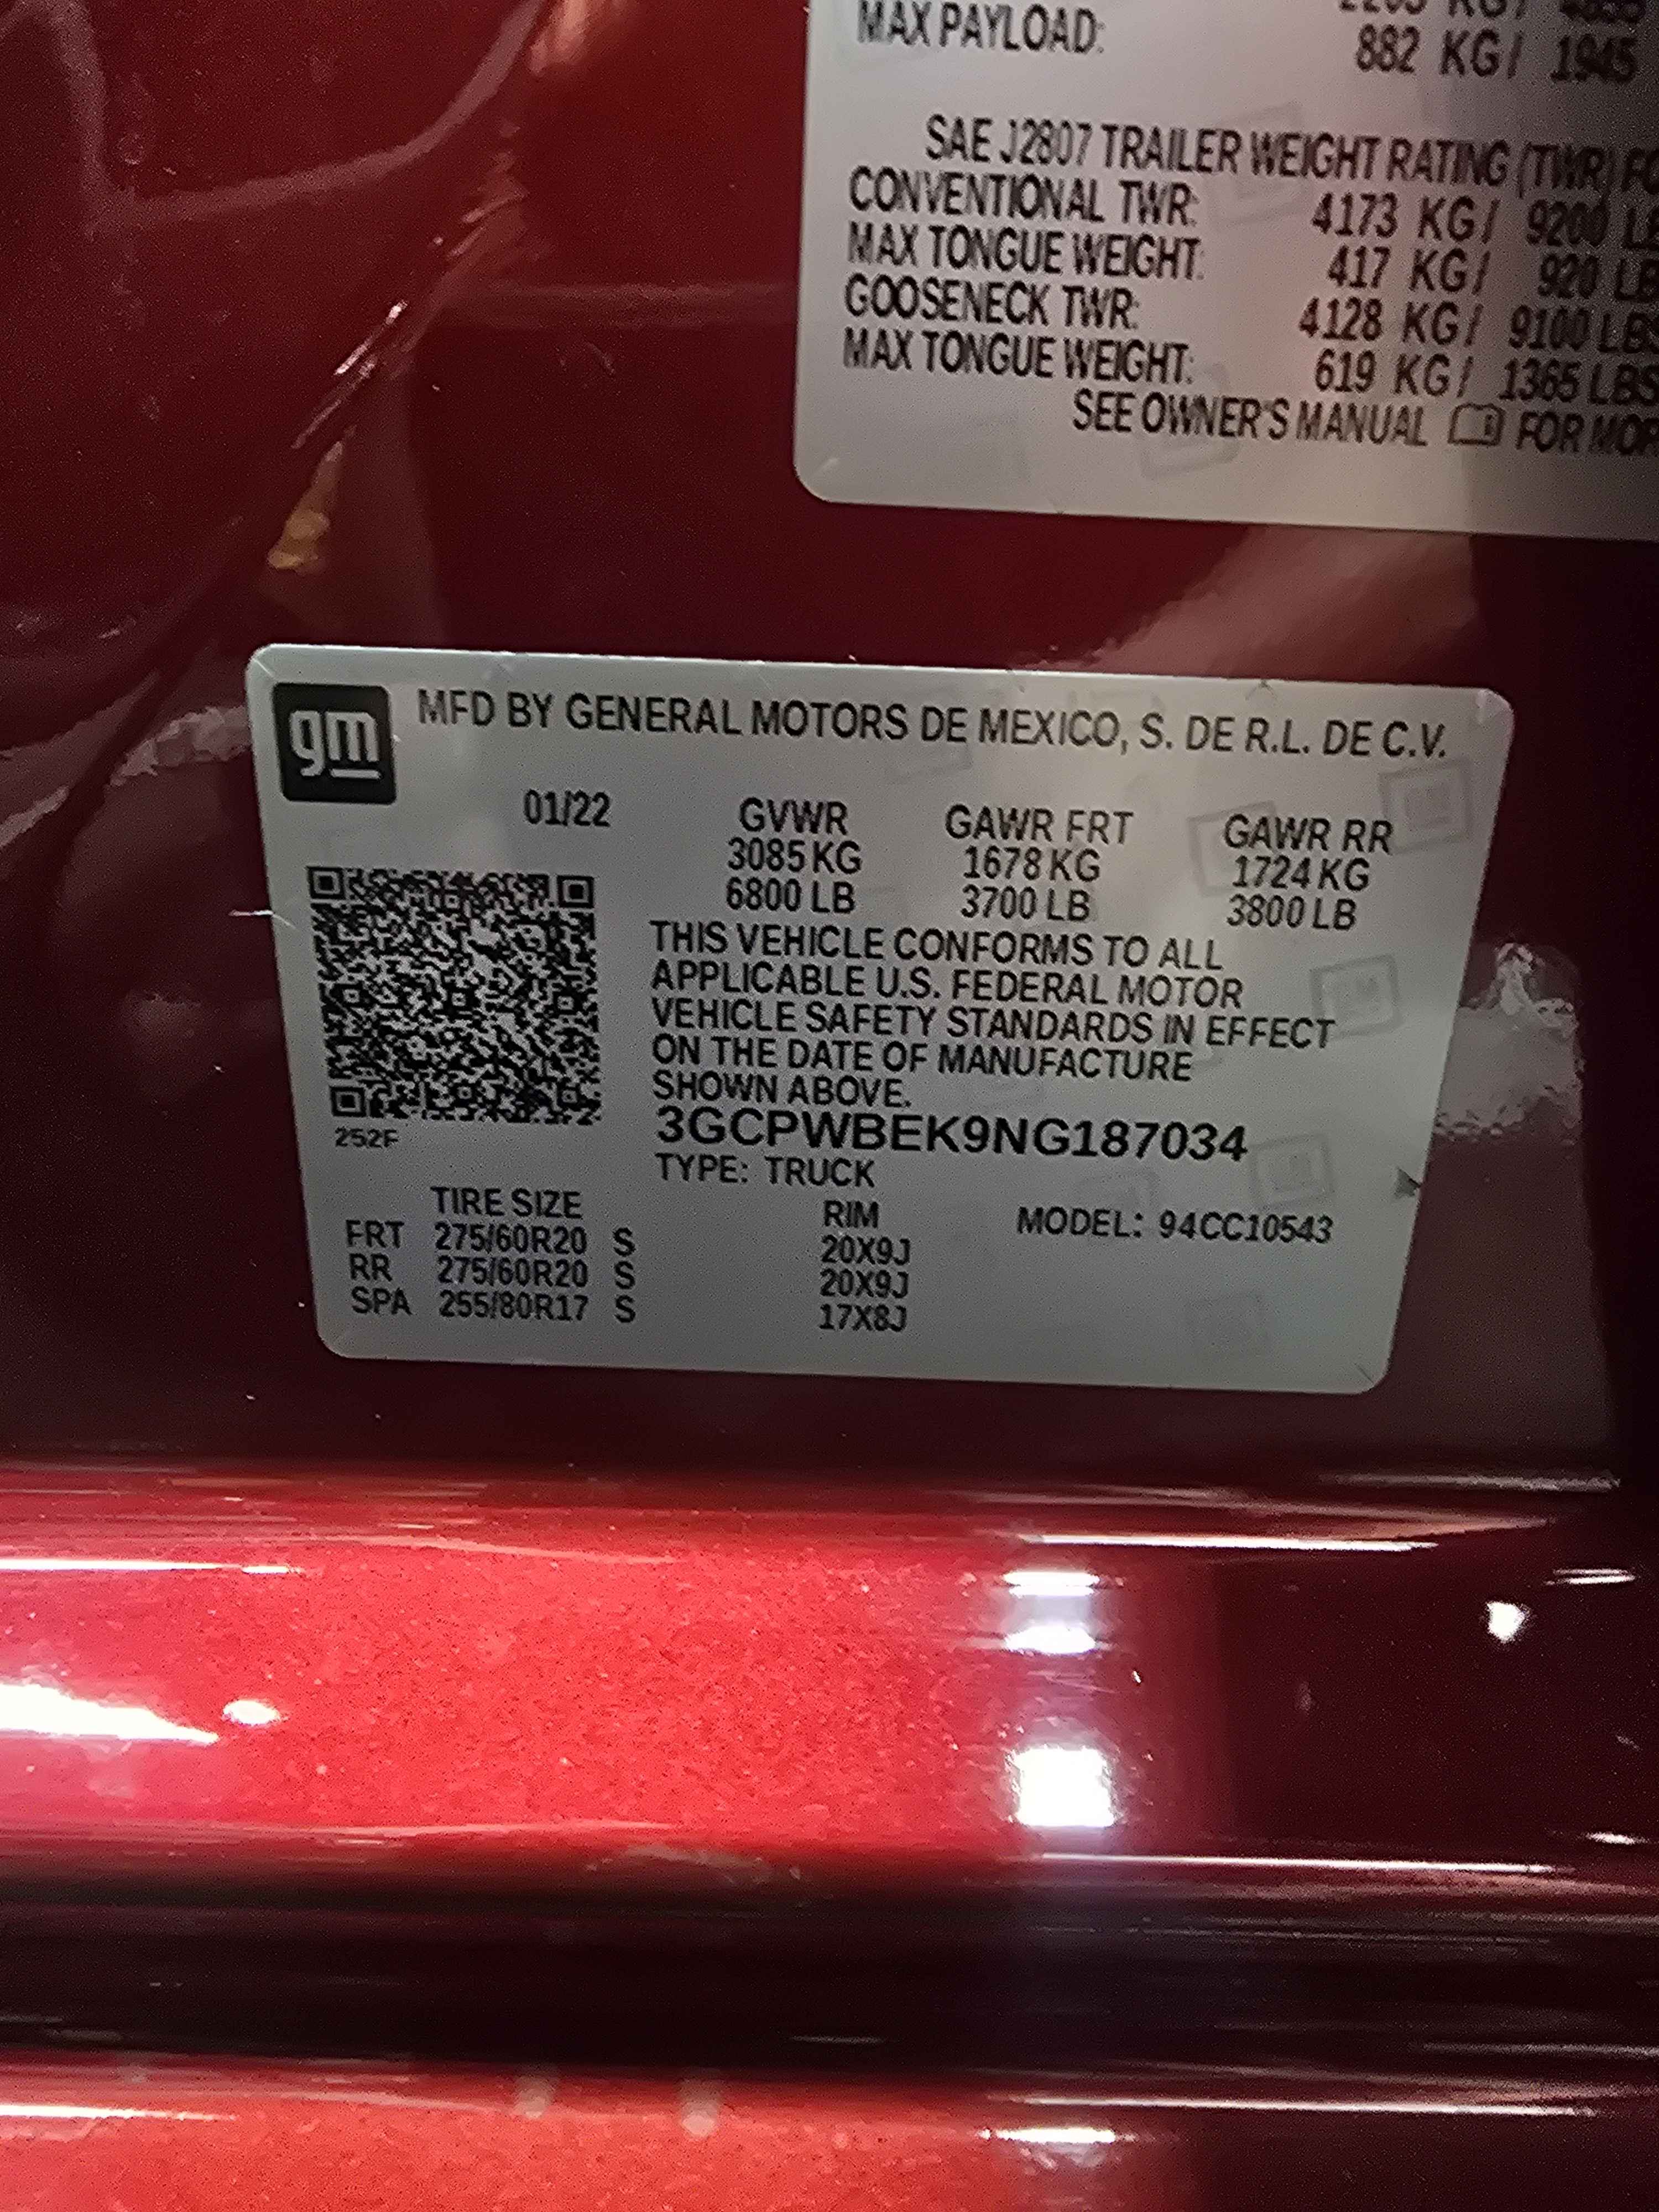 MAX PAYLOAD: 882 KG/ 1945
SAE J2807 TRAILER WEIGHT RATING (TWR)
CONVENTIONAL TWR: 4173 KG/ 9200 LB
MAX TONGUE WEIGHT: 417 KG/ 920 LB
GOOSENECK TWR: 4128 KG/ 9100 LBS
MAX TONGUE WEIGHT: 619 KG/ 1365 LBS
SEE OWNER'S MANUAL FOR MOR
gm MFD BY GENERAL MOTORS DE MEXICO, S. DE R.L. DE C.V.
01/22 GVWR GAWR FRT GAWR RR
3085 KG 1678 KG 1724 KG
6800 LB 3700 LB 3800 LB
THIS VEHICLE CONFORMS TO ALL
APPLICABLE U.S. FEDERAL MOTOR
VEHICLE SAFETY STANDARDS IN EFFECT
ON THE DATE OF MANUFACTURE
SHOWN ABOVE.
3GCPWBEK9NG187034
252F
TYPE: TRUCK
TIRE SIZE RIM MODEL: 94CC10543
FRT 275/60R20 S 20X9J
RR 275/60R20 S 20X9J
SPA 255/80R17 S 17X8J